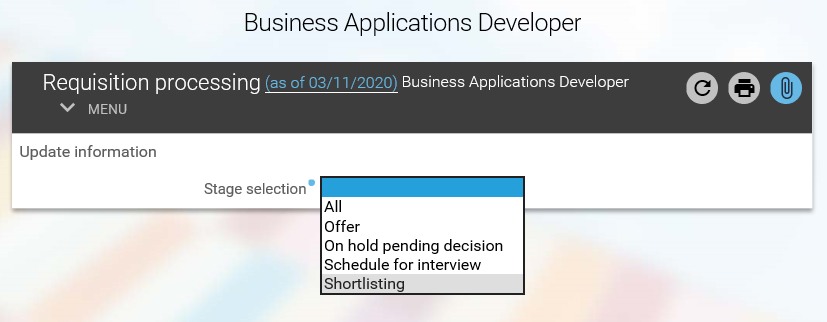 Business Applications Developer
Requisition processing (as of 03/11/2020) Business Applications Developer
MENU
Update information
Stage selection
All
Offer
On hold pending decision
Schedule for interview
Shortlisting